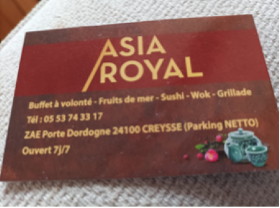 ASIA
ROYAL
Buffet à volonté - Fruits de mer - Sushi - Wok - Grillade
Tél : 05 53 74 33 17
ZAE Porte Dordogne 24100 CREYSSE (Parking NETTO)
Ouvert 7j/7